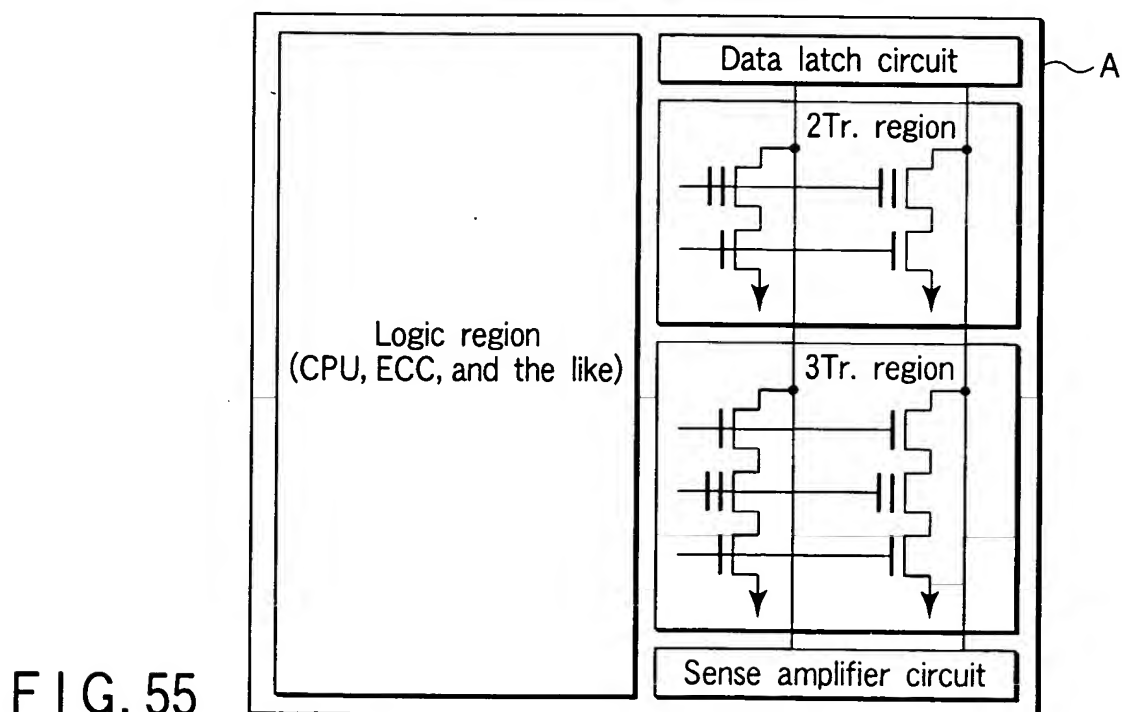 Data latch circuit
A
2Tr. region
Logic region
(CPU, ECC, and the like)
3Tr. region
Sense amplifier circuit
FIG. 55